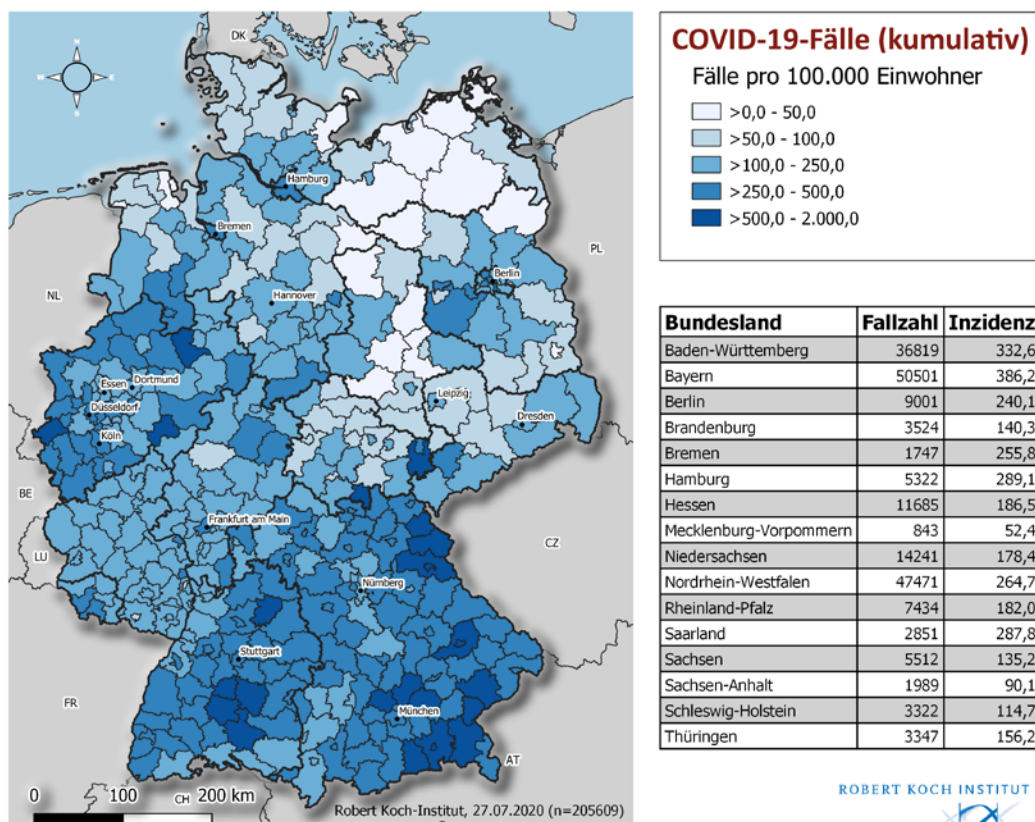 DK
N
W
E
S
Hamburg
Bremen
PL
Berlin
NL
Hannover
Essen
Dortmund
Düsseldorf
Leipzig
Köln
Dresden
BE
Frankfurt am Main
LU
CZ
Nürnberg
Stuttgart
FR
München
AT
CH
0 100 200 km
Robert Koch-Institut, 27.07.2020 (n=205609)
COVID-19-Fälle (kumulativ)
Fälle pro 100.000 Einwohner
>0,0 - 50,0
>50,0 - 100,0
>100,0 - 250,0
>250,0 - 500,0
>500,0 - 2.000,0
Bundesland Fallzahl Inzidenz
Baden-Württemberg 36819 332,6
Bayern 50501 386,2
Berlin 9001 240,1
Brandenburg 3524 140,3
Bremen 1747 255,8
Hamburg 5322 289,1
Hessen 11685 186,5
Mecklenburg-Vorpommern 843 52,4
Niedersachsen 14241 178,4
Nordrhein-Westfalen 47471 264,7
Rheinland-Pfalz 7434 182,0
Saarland 2851 287,8
Sachsen 5512 135,2
Sachsen-Anhalt 1989 90,1
Schleswig-Holstein 3322 114,7
Thüringen 3347 156,2
ROBERT KOCH INSTITUT